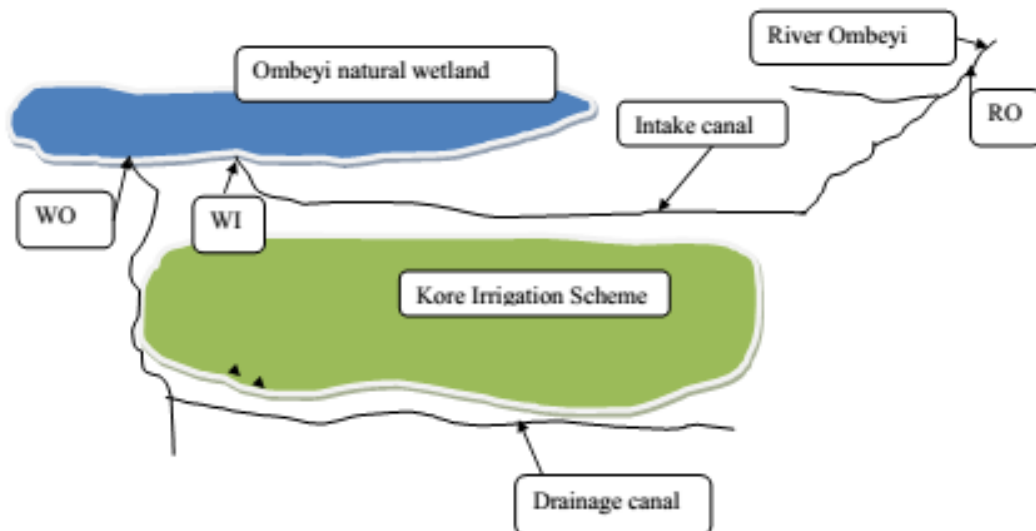 River Ombeyi
Ombeyi natural wetland
Intake canal
RO
WO
WI
Kore Irrigation Scheme
Drainage canal